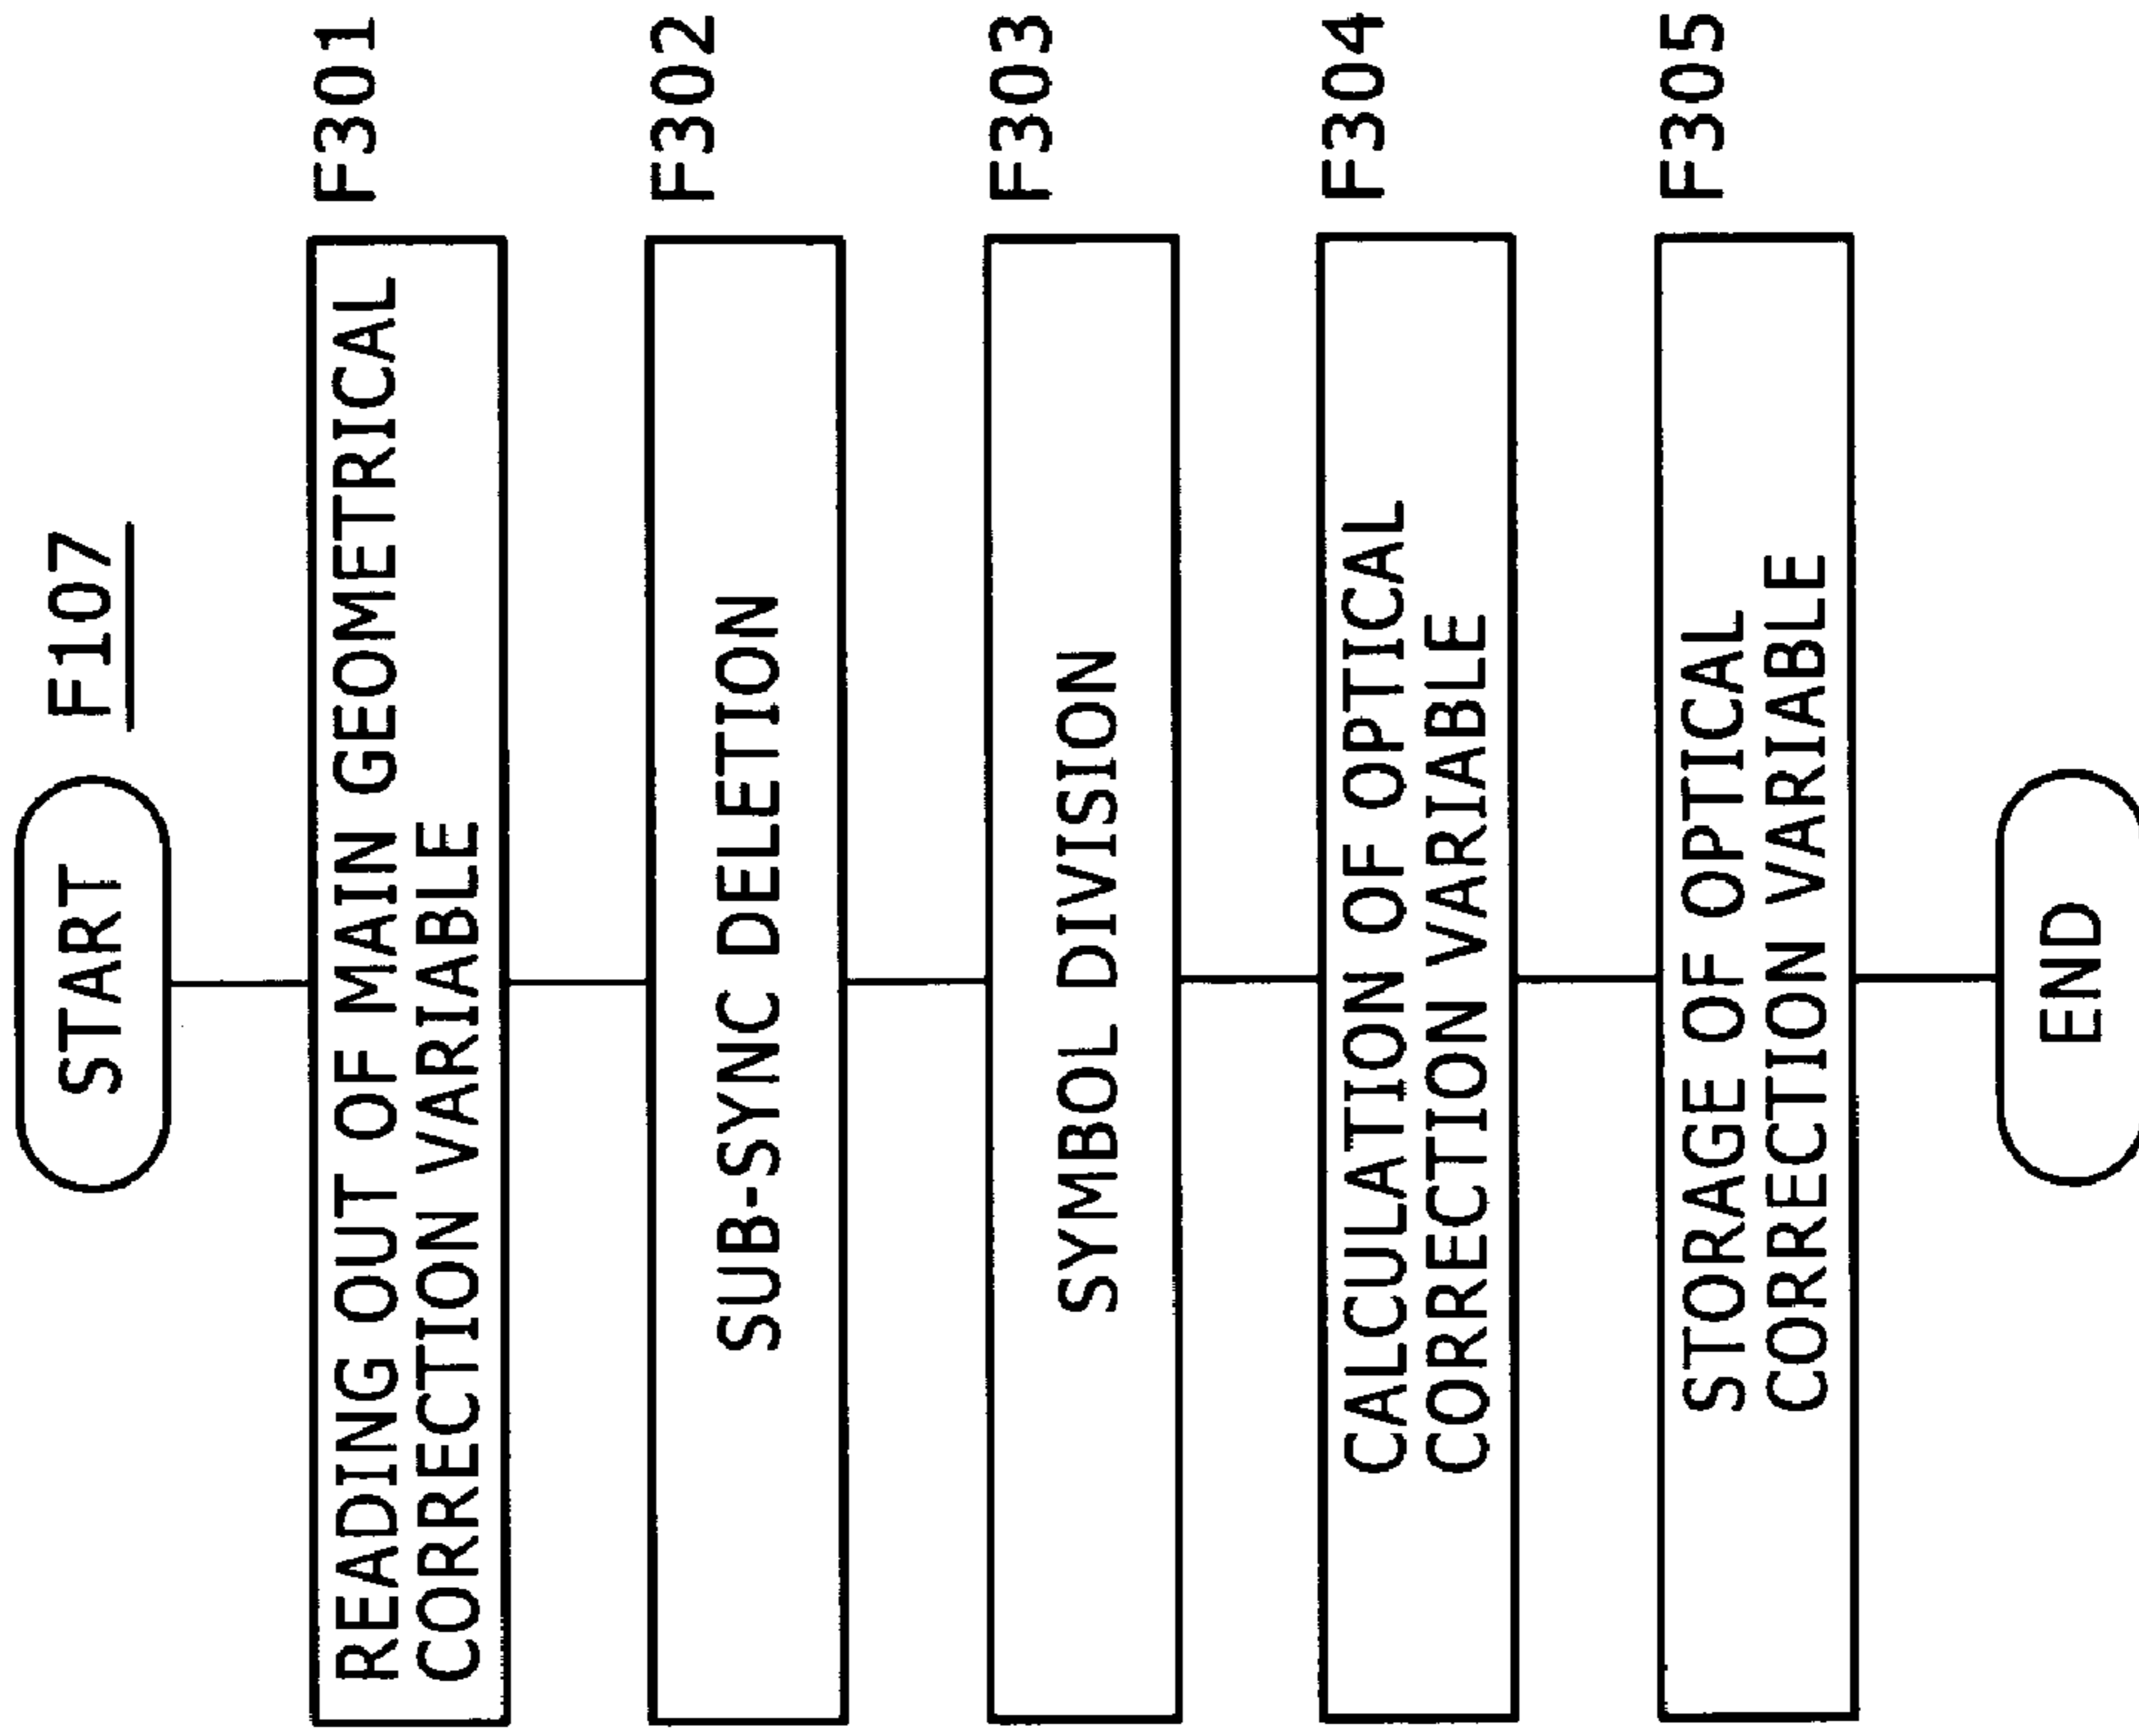 START F107
F301
READING OUT OF MAIN GEOMETRICAL
CORRECTION VARIABLE
F302
SUB-SYNC DELETION
F303
SYMBOL DIVISION
F304
CALCULATION OF OPTICAL
CORRECTION VARIABLE
F305
STORAGE OF OPTICAL
CORRECTION VARIABLE
END